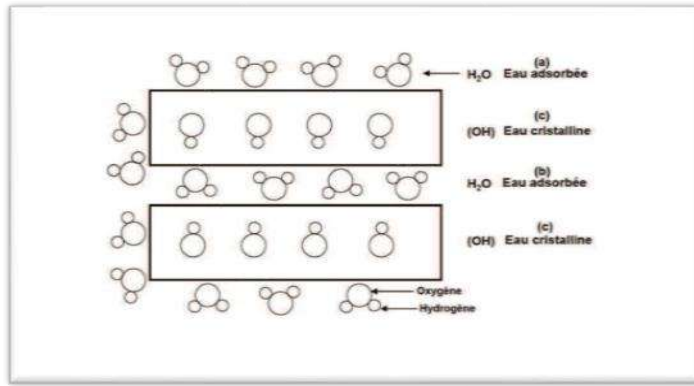 (a)
H₂O Eau adsorbée
(c)
(OH) Eau cristalline
(b)
H₂O Eau adsorbée
(c)
(OH) Eau cristalline
Oxygène
Hydrogène